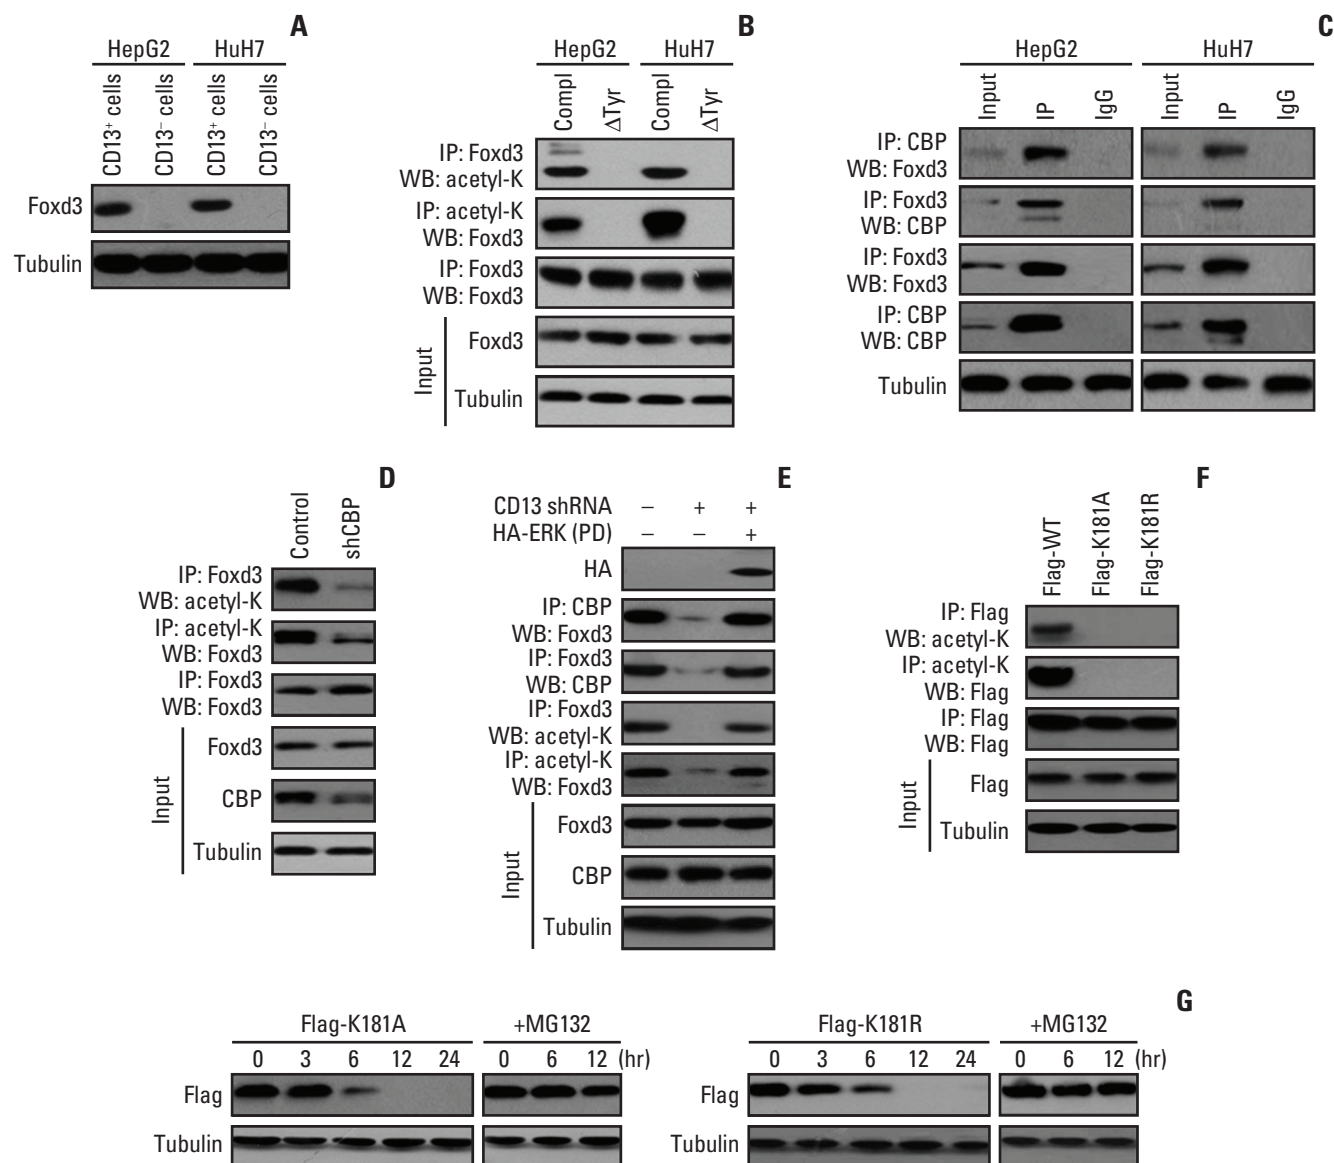 A
HepG2 HuH7
CD13+ cells
CD13– cells
CD13+ cells
CD13– cells
Foxd3
Tubulin
B
HepG2 HuH7
Compl
ΔTyr
Compl
ΔTyr
IP: Foxd3
WB: acetyl-K
IP: acetyl-K
WB: Foxd3
IP: Foxd3
WB: Foxd3
Input
Foxd3
Tubulin
C
HepG2 HuH7
Input
IP
IgG
Input
IP
IgG
IP: CBP
WB: Foxd3
IP: Foxd3
WB: CBP
IP: Foxd3
WB: Foxd3
IP: CBP
WB: CBP
Tubulin
D
Control
shCBP
IP: Foxd3
WB: acetyl-K
IP: acetyl-K
WB: Foxd3
IP: Foxd3
WB: Foxd3
Input
Foxd3
CBP
Tubulin
E
CD13 shRNA – + +
HA-ERK (PD) – – +
HA
IP: CBP
WB: Foxd3
IP: Foxd3
WB: CBP
IP: Foxd3
WB: acetyl-K
IP: acetyl-K
WB: Foxd3
Input
Foxd3
CBP
Tubulin
F
Flag-WT
Flag-K181A
Flag-K181R
IP: Flag
WB: acetyl-K
IP: acetyl-K
WB: Flag
IP: Flag
WB: Flag
Input
Flag
Tubulin
G
Flag-K181A +MG132
0 3 6 12 24 0 6 12 (hr)
Flag
Tubulin
Flag-K181R +MG132
0 3 6 12 24 0 6 12 (hr)
Flag
Tubulin